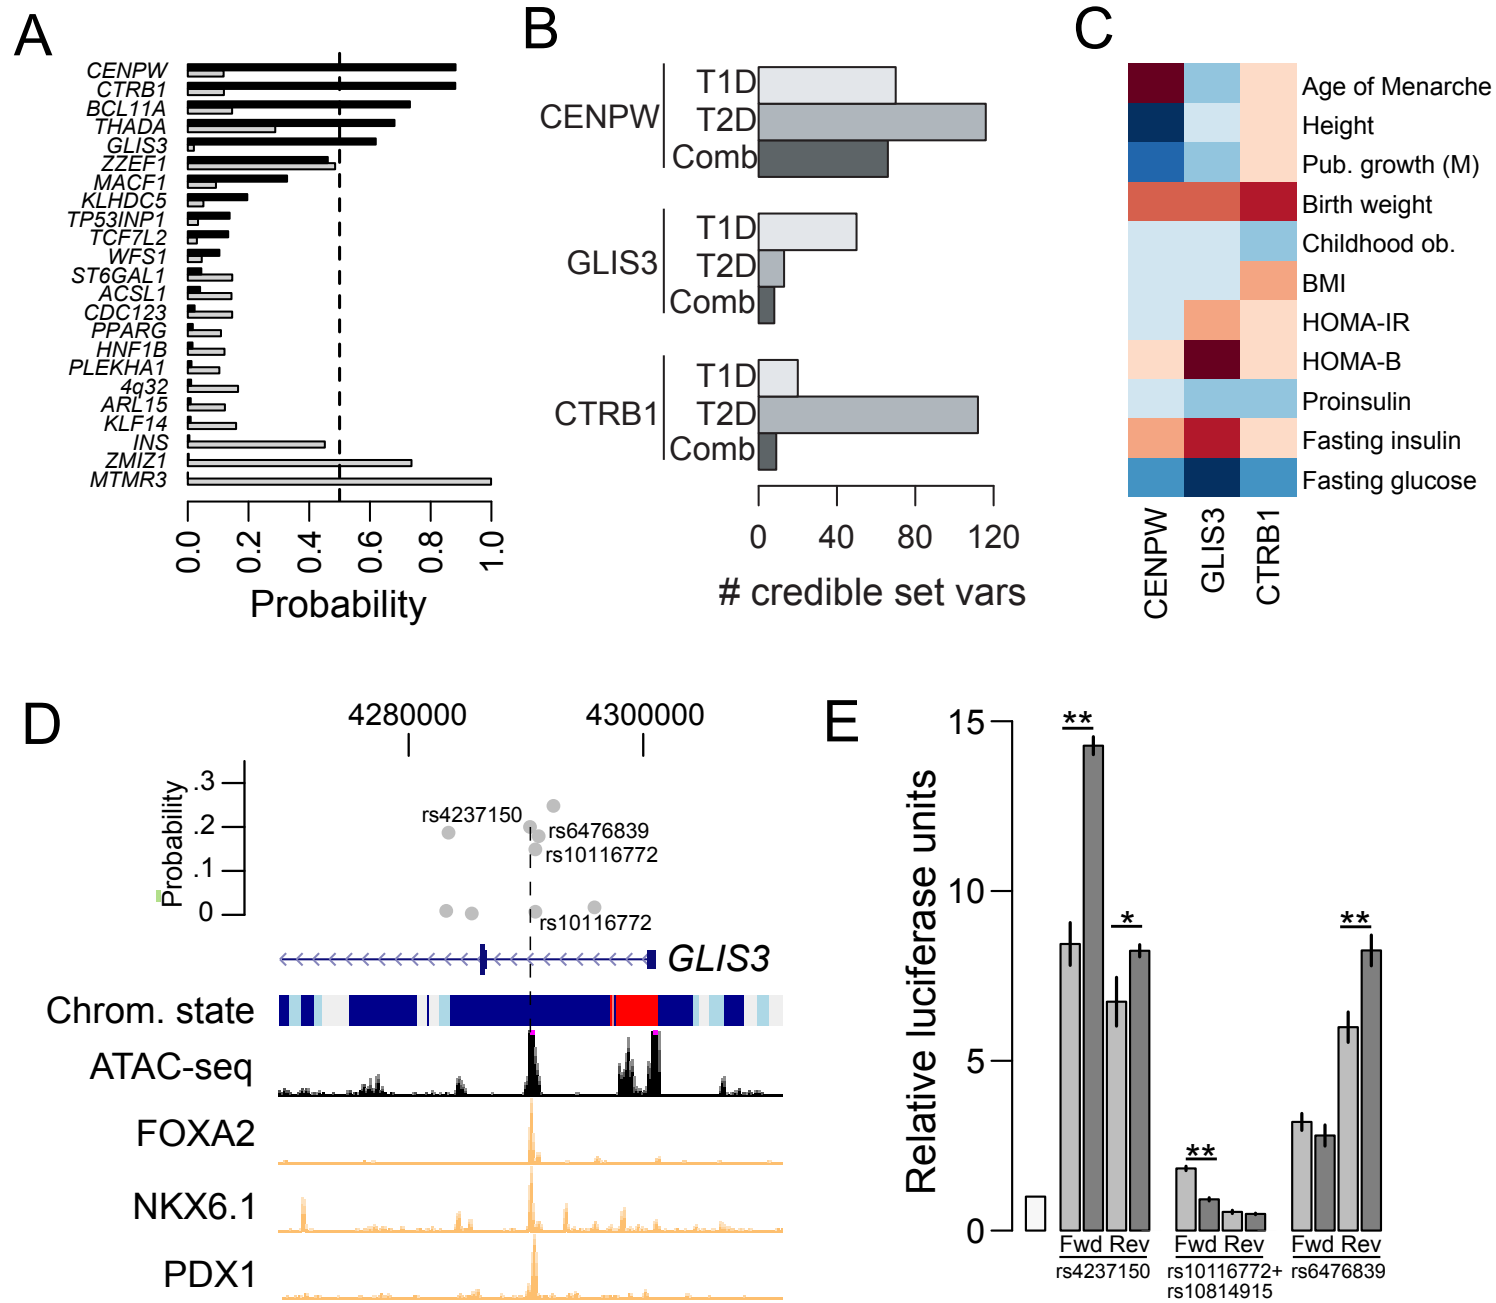 A
CENPW
CTRB1
BCL11A
THADA
GLIS3
ZZEF1
MACF1
KLHDC5
TP53INP1
TCF7L2
WFS1
ST6GAL1
ACSL1
CDC123
PPARG
HNF1B
PLEKHA1
4q32
ARL15
KLF14
INS
ZMIZ1
MTMR3
0.0 0.2 0.4 0.6 0.8 1.0
Probability
B
CENPW
T1D
T2D
Comb
GLIS3
T1D
T2D
Comb
CTRB1
T1D
T2D
Comb
0 40 80 120
# credible set vars
C
Age of Menarche
Height
Pub. growth (M)
Birth weight
Childhood ob.
BMI
HOMA-IR
HOMA-B
Proinsulin
Fasting insulin
Fasting glucose
CENPW GLIS3 CTRB1
D
4280000 4300000
Probability
.3
.2
.1
0
rs4237150
rs6476839
rs10116772
rs10116772
GLIS3
Chrom. state
ATAC-seq
FOXA2
NKX6.1
PDX1
E
Relative luciferase units
15
10
5
0
**
*
**
**
Fwd Rev Fwd Rev Fwd Rev
rs4237150 rs10116772+ rs6476839
rs10814915